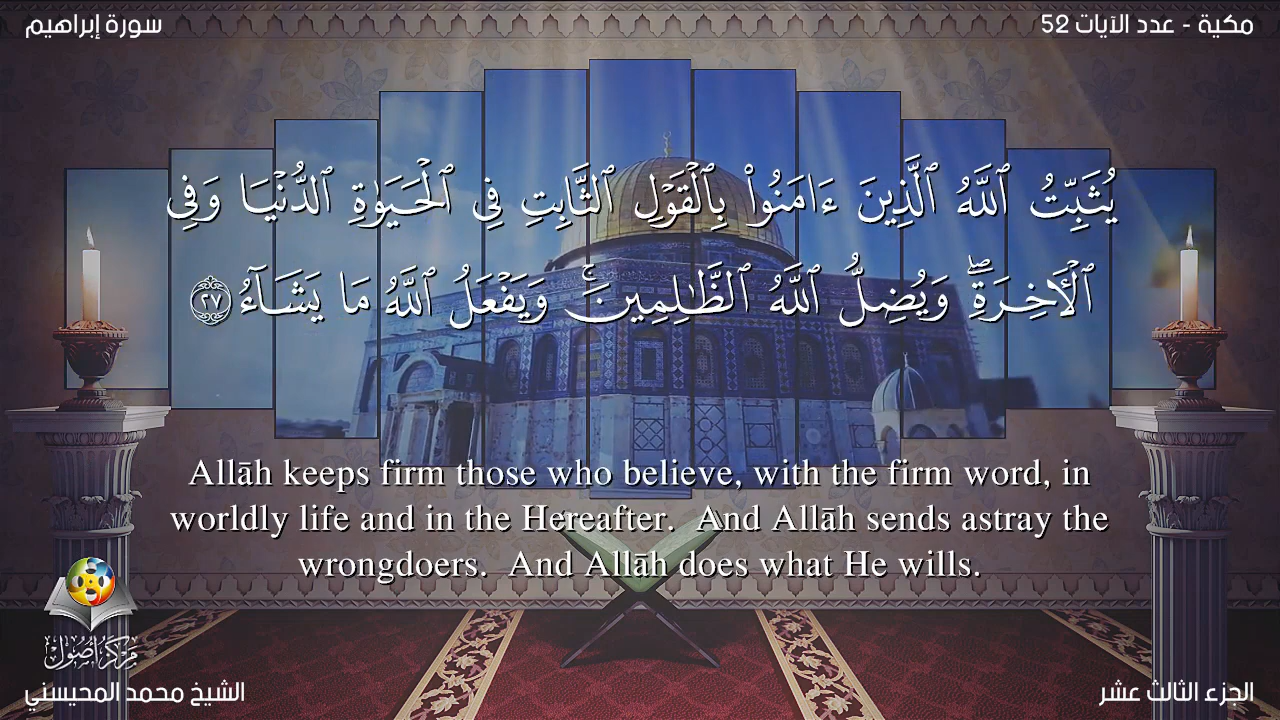 مكية - عدد الآيات 52
سورة إبراهيم
يُثَبِّتُ ٱللَّهُ ٱلَّذِينَ ءَامَنُوا۟ بِٱلْقَوْلِ ٱلثَّابِتِ فِى ٱلْحَيَوٰةِ ٱلدُّنْيَا وَفِى
ٱلْـَٔاخِرَةِ ۖ وَيُضِلُّ ٱللَّهُ ٱلظَّـٰلِمِينَ ۚ وَيَفْعَلُ ٱللَّهُ مَا يَشَآءُ ٢٧
Allāh keeps firm those who believe, with the firm word, in
worldly life and in the Hereafter. And Allāh sends astray the
wrongdoers. And Allāh does what He wills.
مركز أصول
الجزء الثالث عشر
الشيخ محمد المحيسني